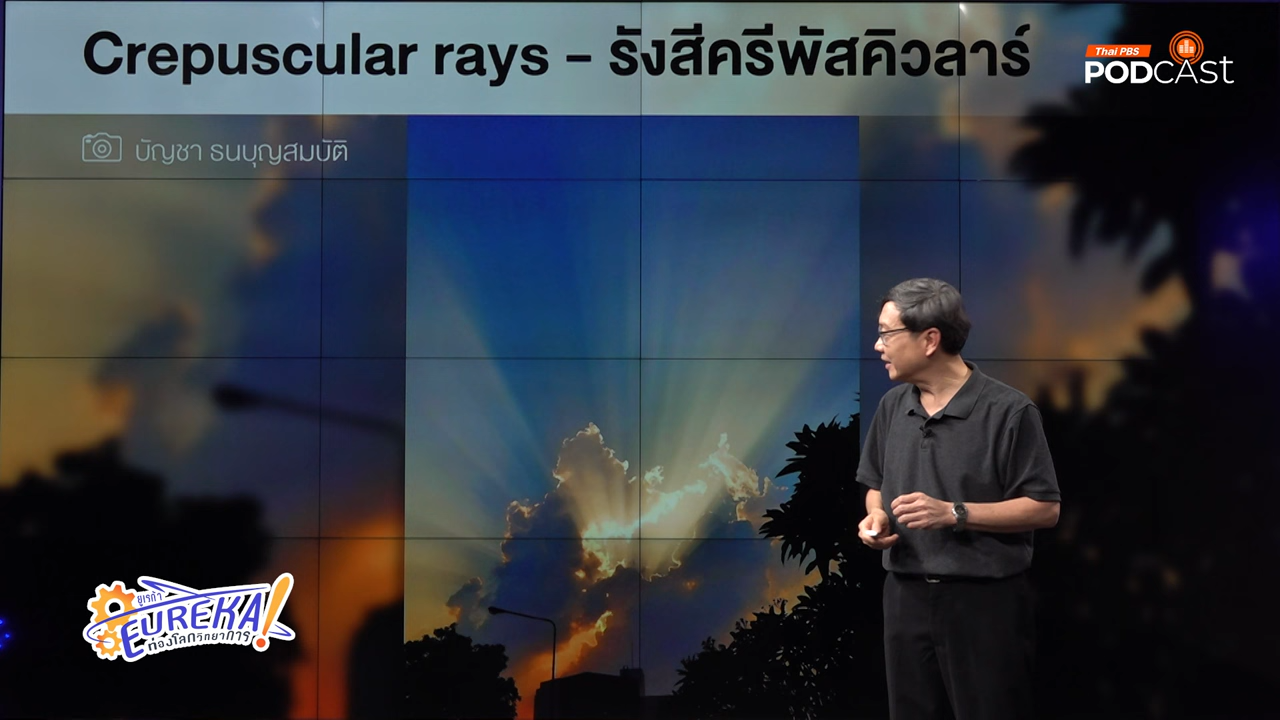 Crepuscular rays – รังสีครีพัสคิวลาร์
Thai PBS
PODCAST
บัญชา ธนบุญสมบัติ
ยูเรก้า
EUREKA!
ท่องโลกวิทยาการ